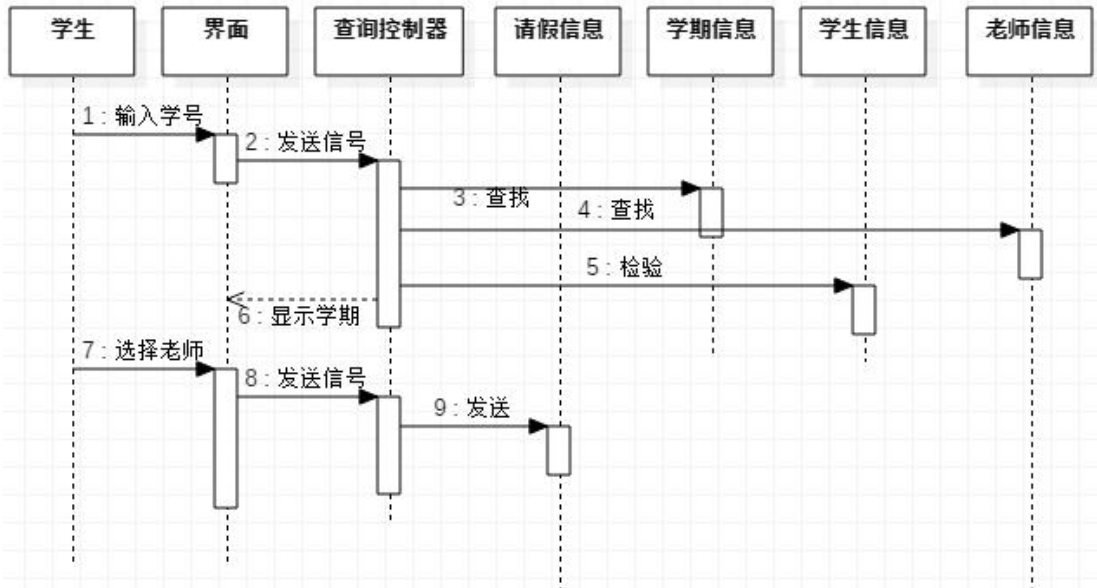 学生
界面
查询控制器
请假信息
学期信息
学生信息
老师信息
1 : 输入学号
2 : 发送信号
3 : 查找
4 : 查找
5 : 检验
6 : 显示学期
7 : 选择老师
8 : 发送信号
9 : 发送